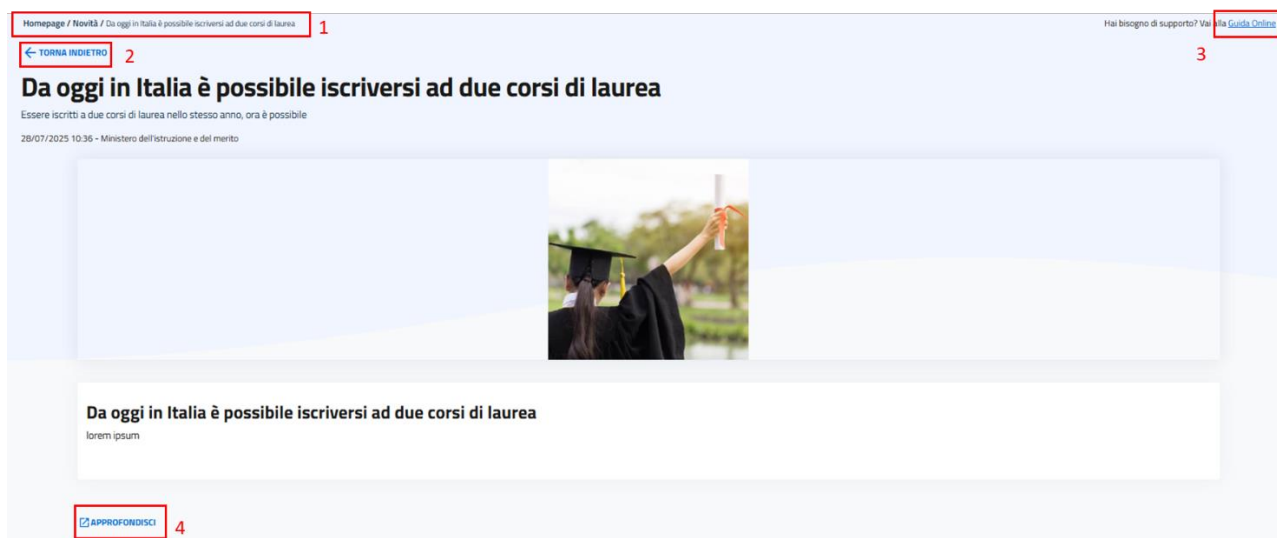 Homepage / Novità / Da oggi in Italia è possibile iscriversi ad due corsi di laurea
1
Hai bisogno di supporto? Vai alla Guida Online
3
← TORNA INDIETRO
2
Da oggi in Italia è possibile iscriversi ad due corsi di laurea
Essere iscritti a due corsi di laurea nello stesso anno, ora è possibile
28/07/2025 10:36 - Ministero dell'istruzione e del merito
Da oggi in Italia è possibile iscriversi ad due corsi di laurea
lorem ipsum
APPROFONDISCI
4